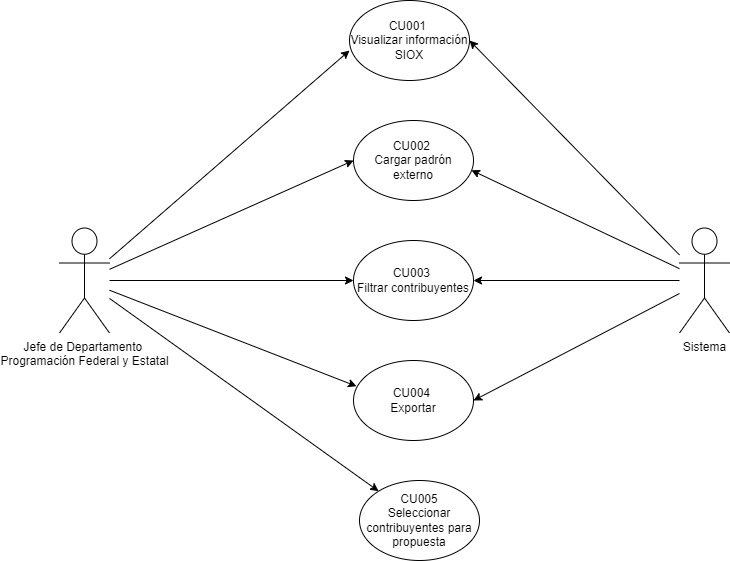 CU001
Visualizar información
SIOX
CU002
Cargar padrón
externo
CU003
Filtrar contribuyentes
Jefe de Departamento
Programación Federal y Estatal
Sistema
CU004
Exportar
CU005
Seleccionar
contribuyentes para
propuesta